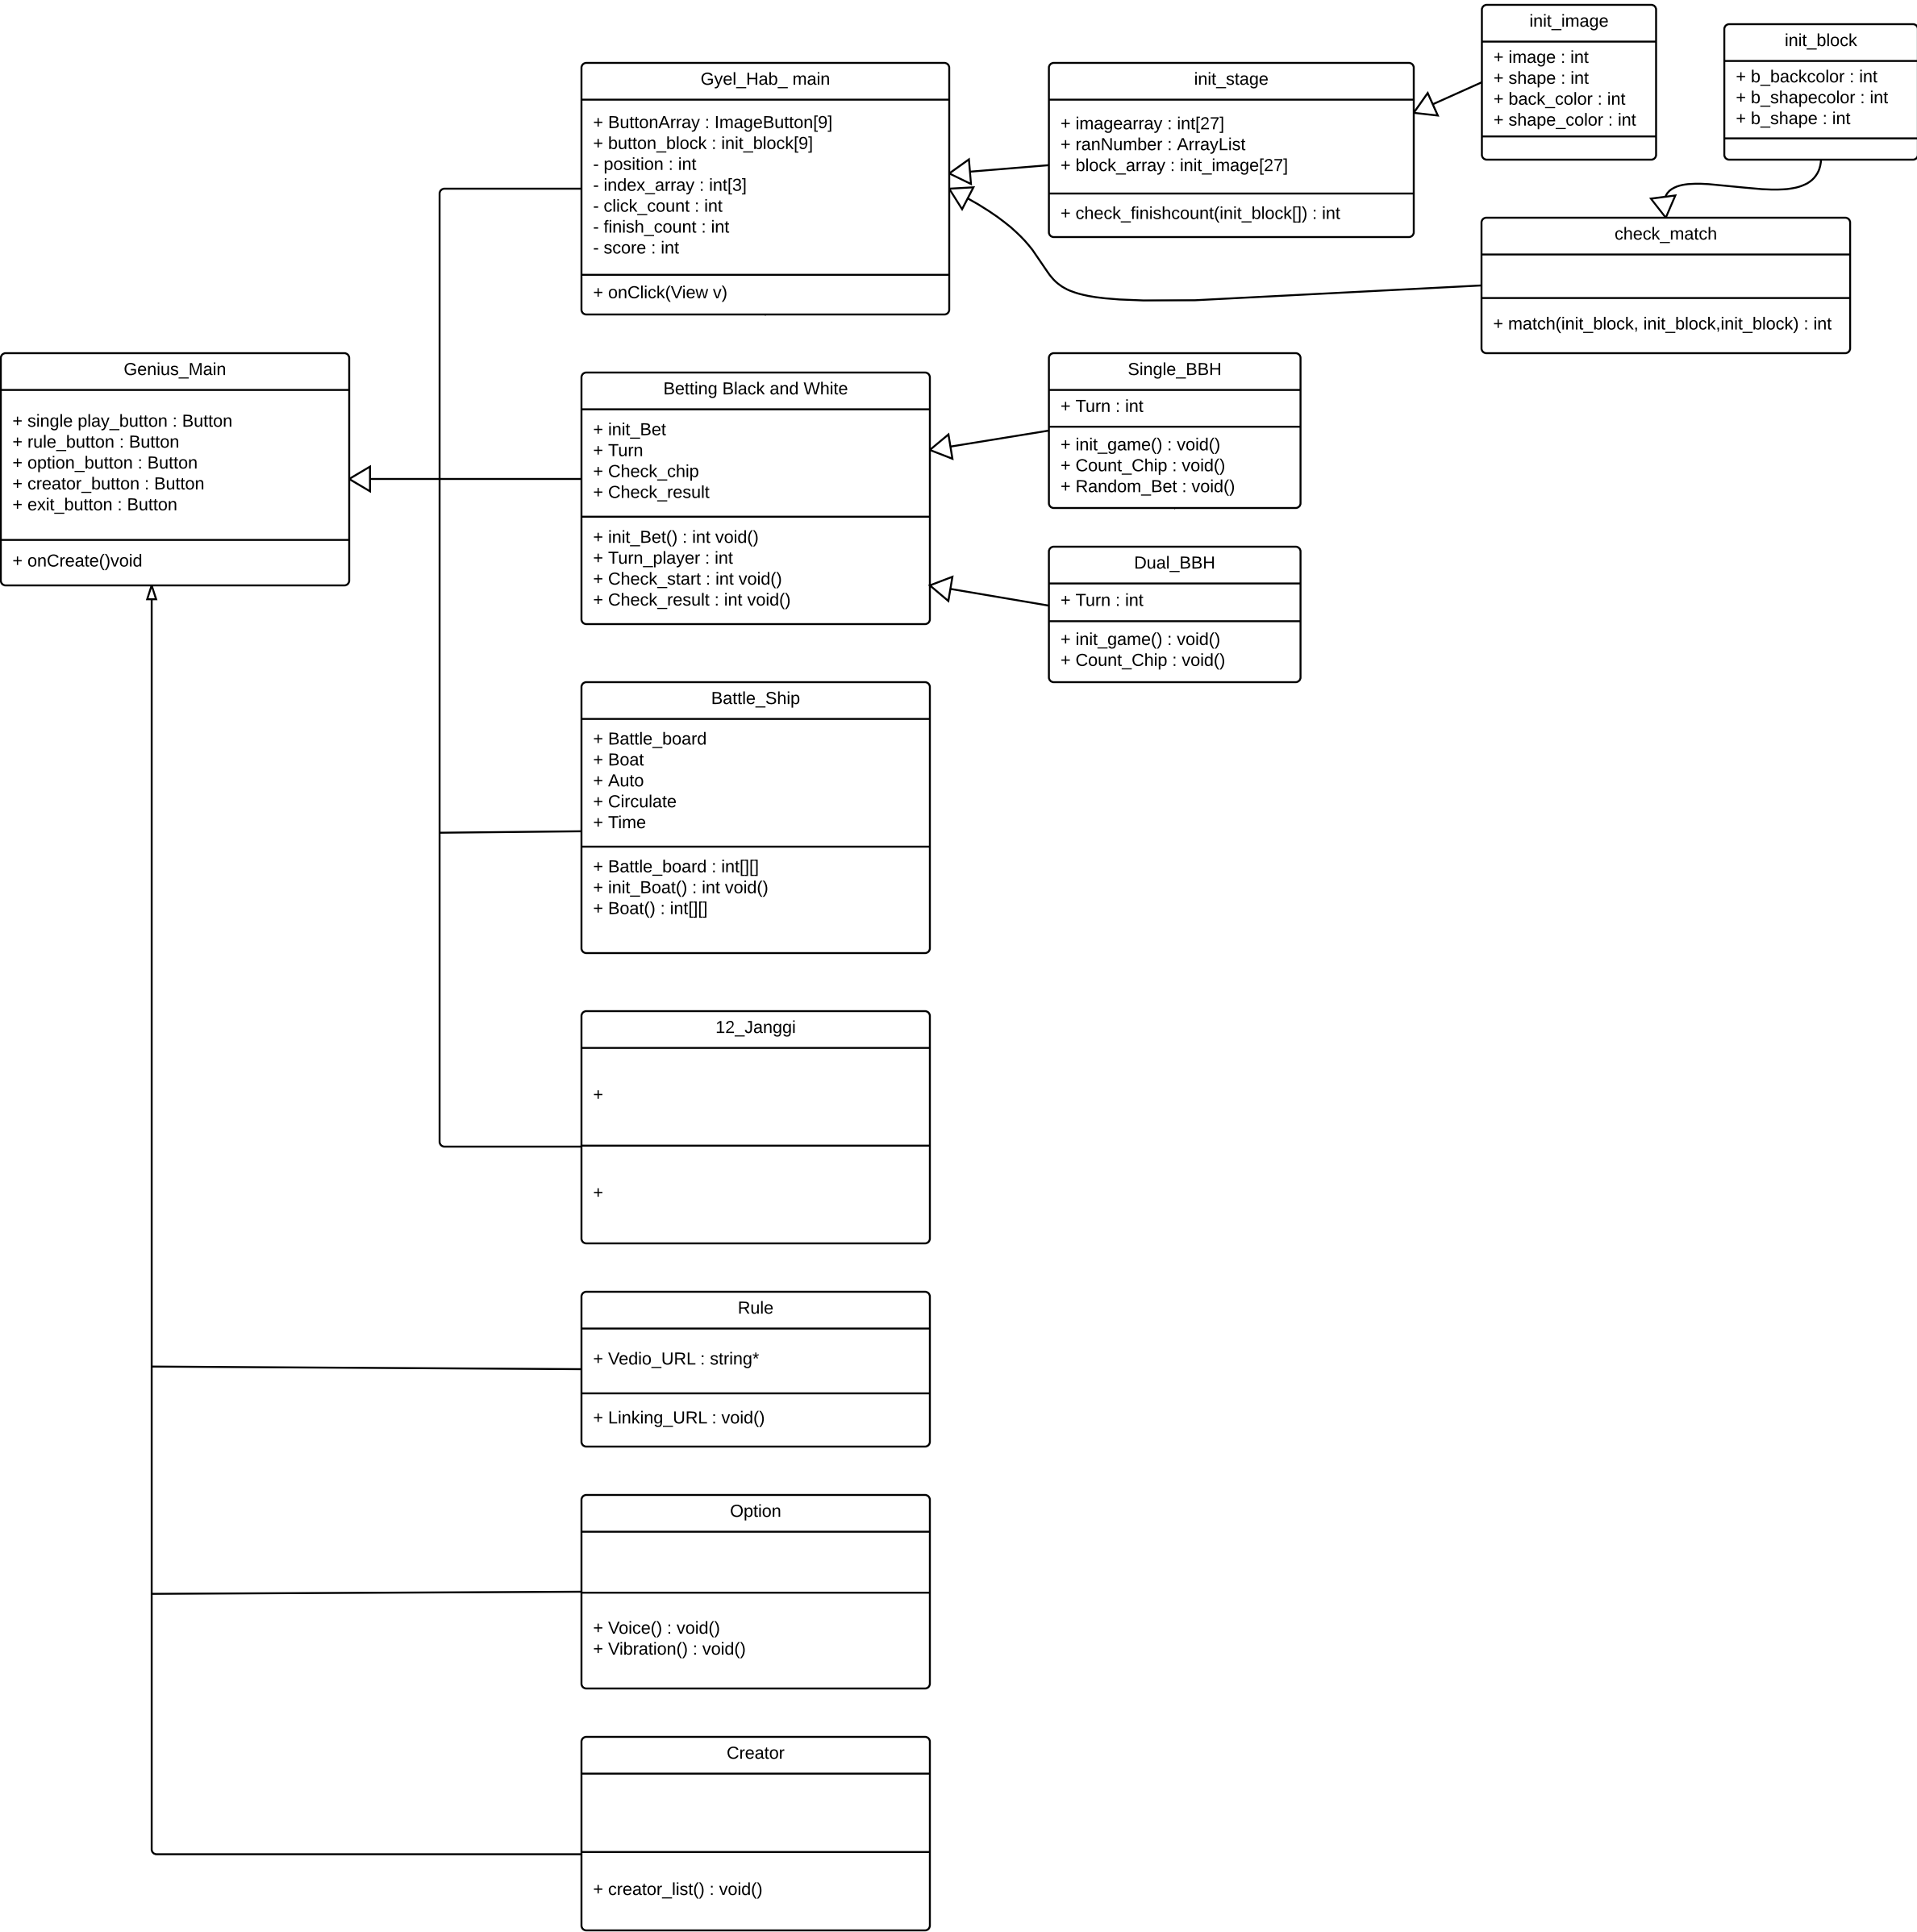 Genius_Main
+ single play_button : Button
+ rule_button : Button
+ option_button : Button
+ creator_button : Button
+ exit_button : Button
+ onCreate()void
Gyel_Hab_ main
+ ButtonArray : ImageButton[9]
+ button_block : init_block[9]
- position : int
- index_array : int[3]
- click_count : int
- finish_count : int
- score : int
+ onClick(View v)
init_stage
+ imagearray : int[27]
+ ranNumber : ArrayList
+ block_array : init_image[27]
+ check_finishcount(init_block[]) : int
init_image
+ image : int
+ shape : int
+ back_color : int
+ shape_color : int
init_block
+ b_backcolor : int
+ b_shapecolor : int
+ b_shape : int
check_match
+ match(init_block, init_block,init_block) : int
Betting Black and White
+ init_Bet
+ Turn
+ Check_chip
+ Check_result
+ init_Bet() : int void()
+ Turn_player : int
+ Check_start : int void()
+ Check_result : int void()
Single_BBH
+ Turn : int
+ init_game() : void()
+ Count_Chip : void()
+ Random_Bet : void()
Dual_BBH
+ Turn : int
+ init_game() : void()
+ Count_Chip : void()
Battle_Ship
+ Battle_board
+ Boat
+ Auto
+ Circulate
+ Time
+ Battle_board : int[][]
+ init_Boat() : int void()
+ Boat() : int[][]
12_Janggi
+
+
Rule
+ Vedio_URL : string*
+ Linking_URL : void()
Option
+ Voice() : void()
+ Vibration() : void()
Creator
+ creator_list() : void()